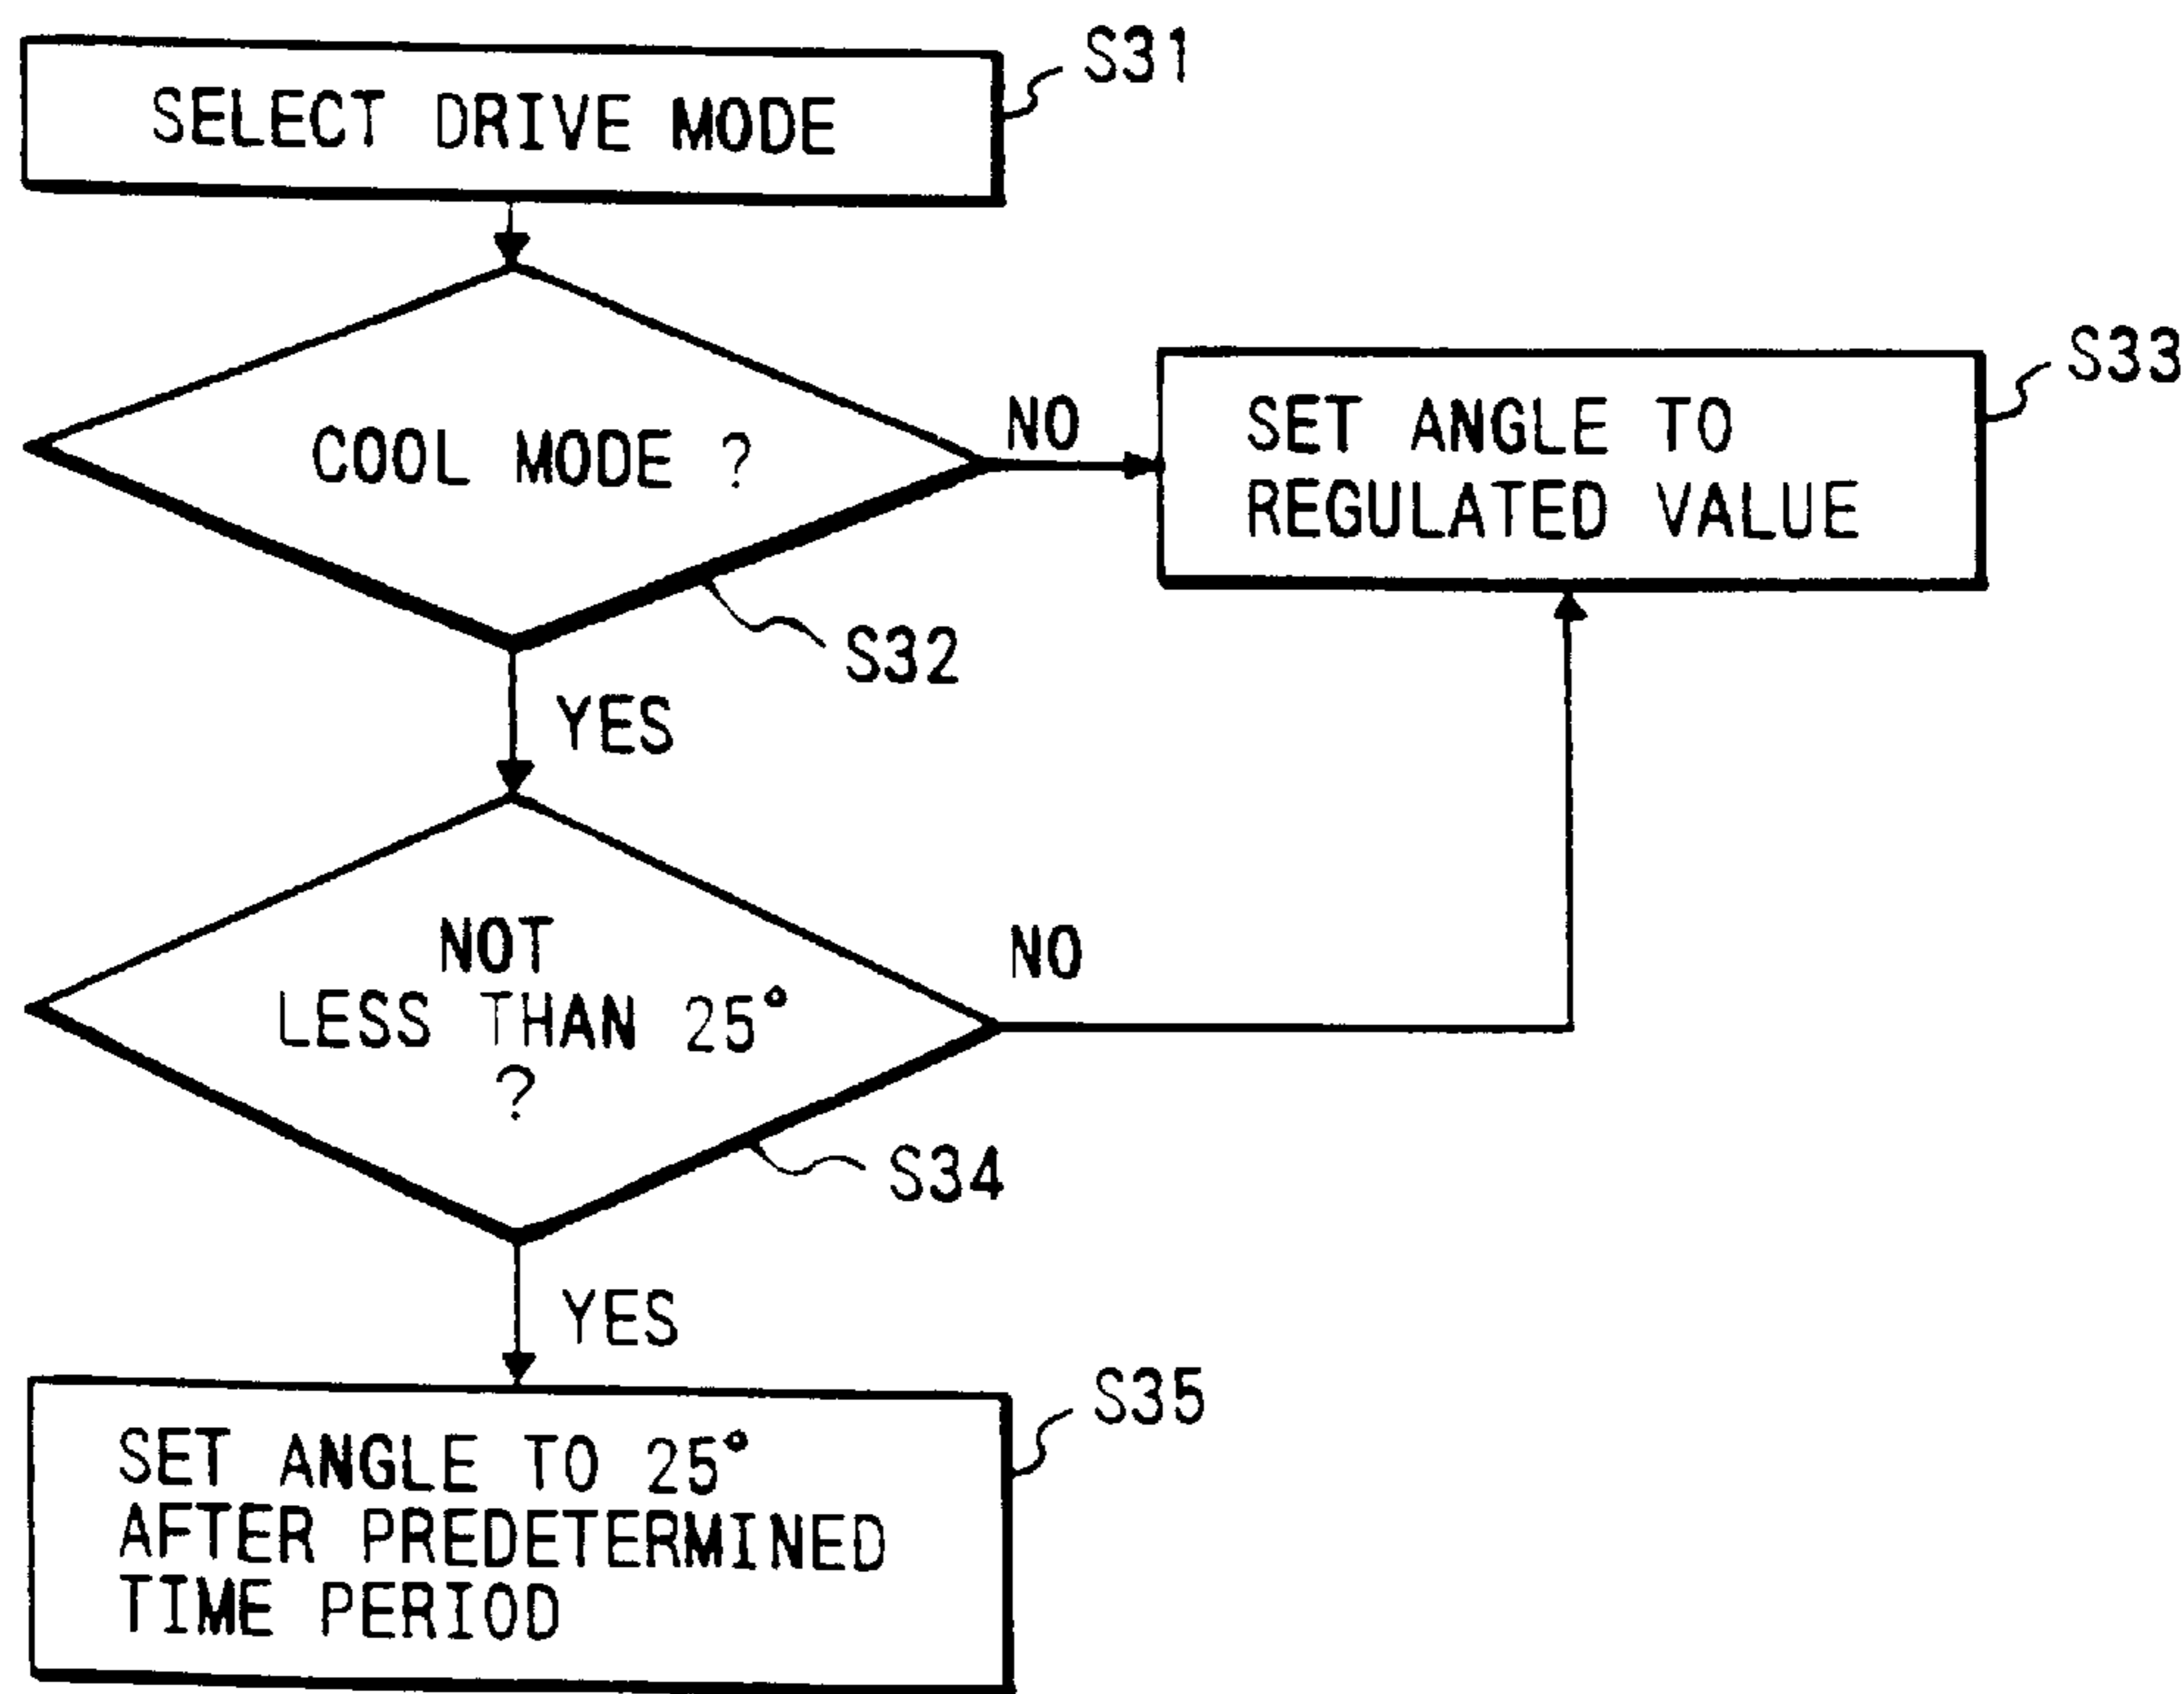 S31
SELECT DRIVE MODE
COOL MODE ?
NO
S33
SET ANGLE TO
REGULATED VALUE
S32
YES
NOT
LESS THAN 25°
?
NO
S34
YES
S35
SET ANGLE TO 25°
AFTER PREDETERMINED
TIME PERIOD